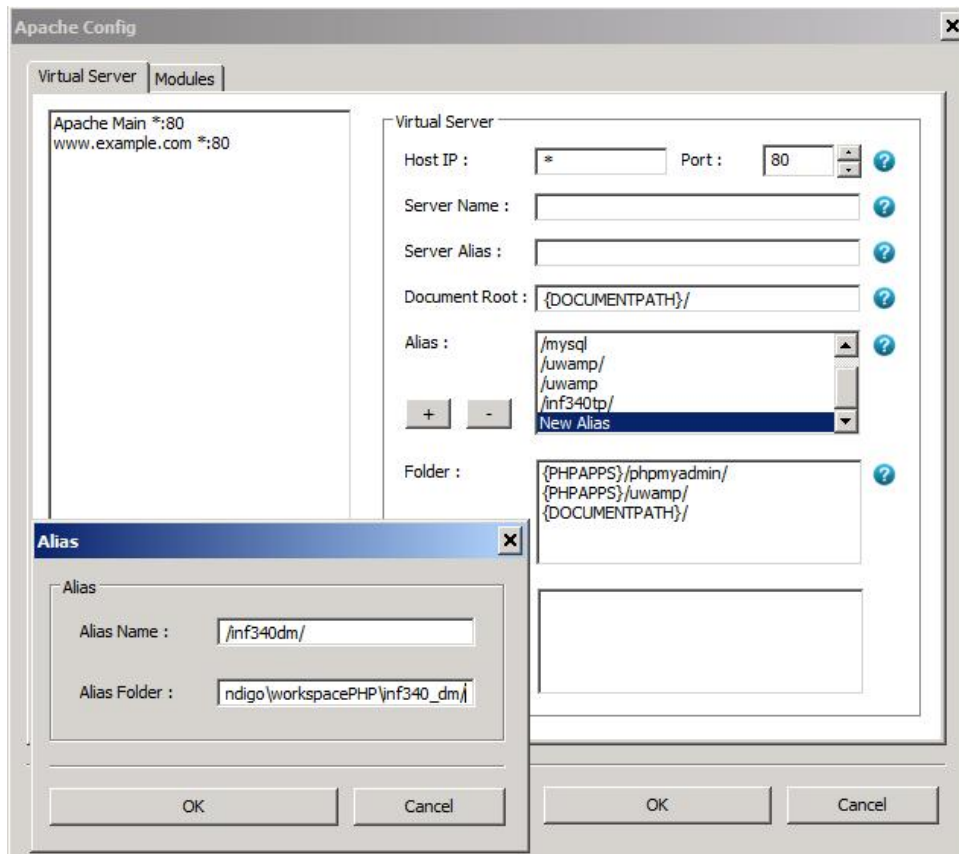 Apache Config
Virtual Server
Modules
Apache Main *:80
www.example.com *:80
Virtual Server
Host IP :
*
Port :
80
Server Name :
Server Alias :
Document Root :
{DOCUMENTPATH}/
Alias :
/mysql
/uwamp/
/uwamp
/inf340tp/
New Alias
+
-
Folder :
{PHPAPPS}/phpmyadmin/
{PHPAPPS}/uwamp/
{DOCUMENTPATH}/
Alias
Alias
Alias Name :
/inf340dm/
Alias Folder :
ndigo\workspacePHP\inf340_dm/
OK
Cancel
OK
Cancel